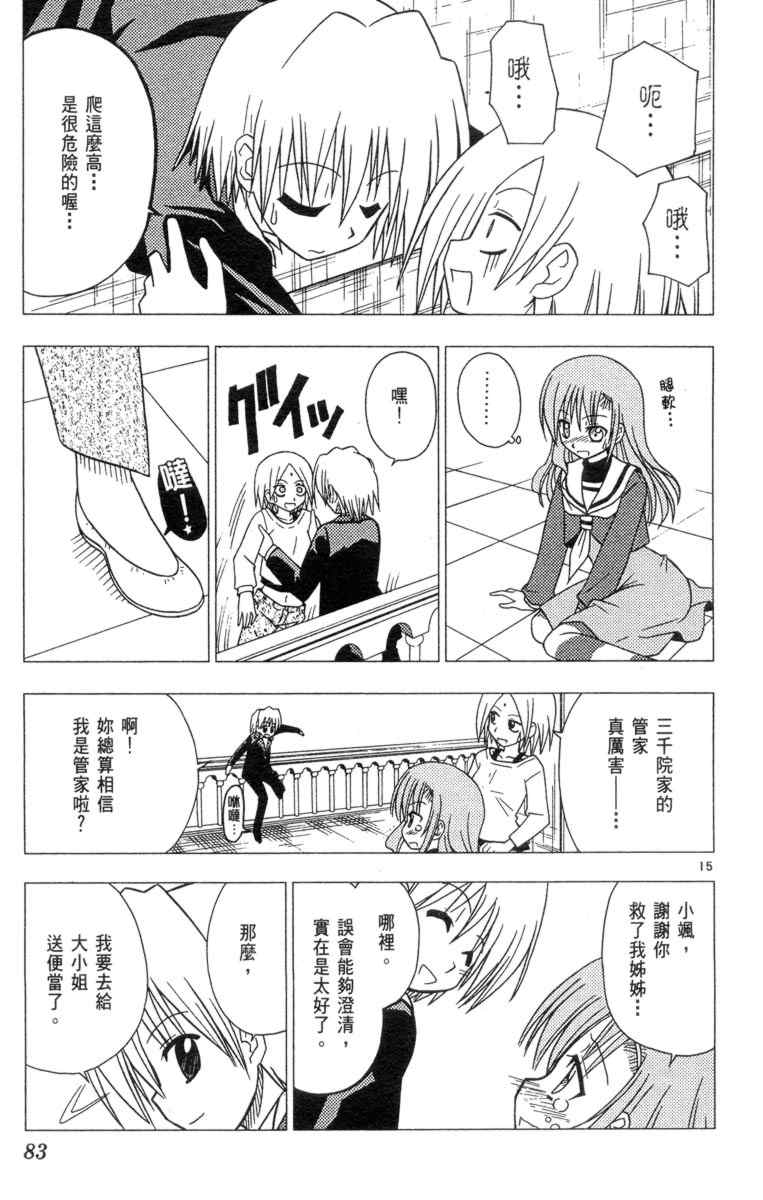 呃…
哦…
哦…
爬這麼高…
是很危險的喔…
腿軟…
………
嘿！
グイッ
噠！
三千院家的
管家
真厲害——…
咻噠…
啊！
妳總算相信
我是管家啦？
15
小颯，
謝謝你
救了我姊姊…
哪裡。
誤會能夠澄清，
實在是太好了。
那麼，
我要去給
大小姐
送便當了。
83